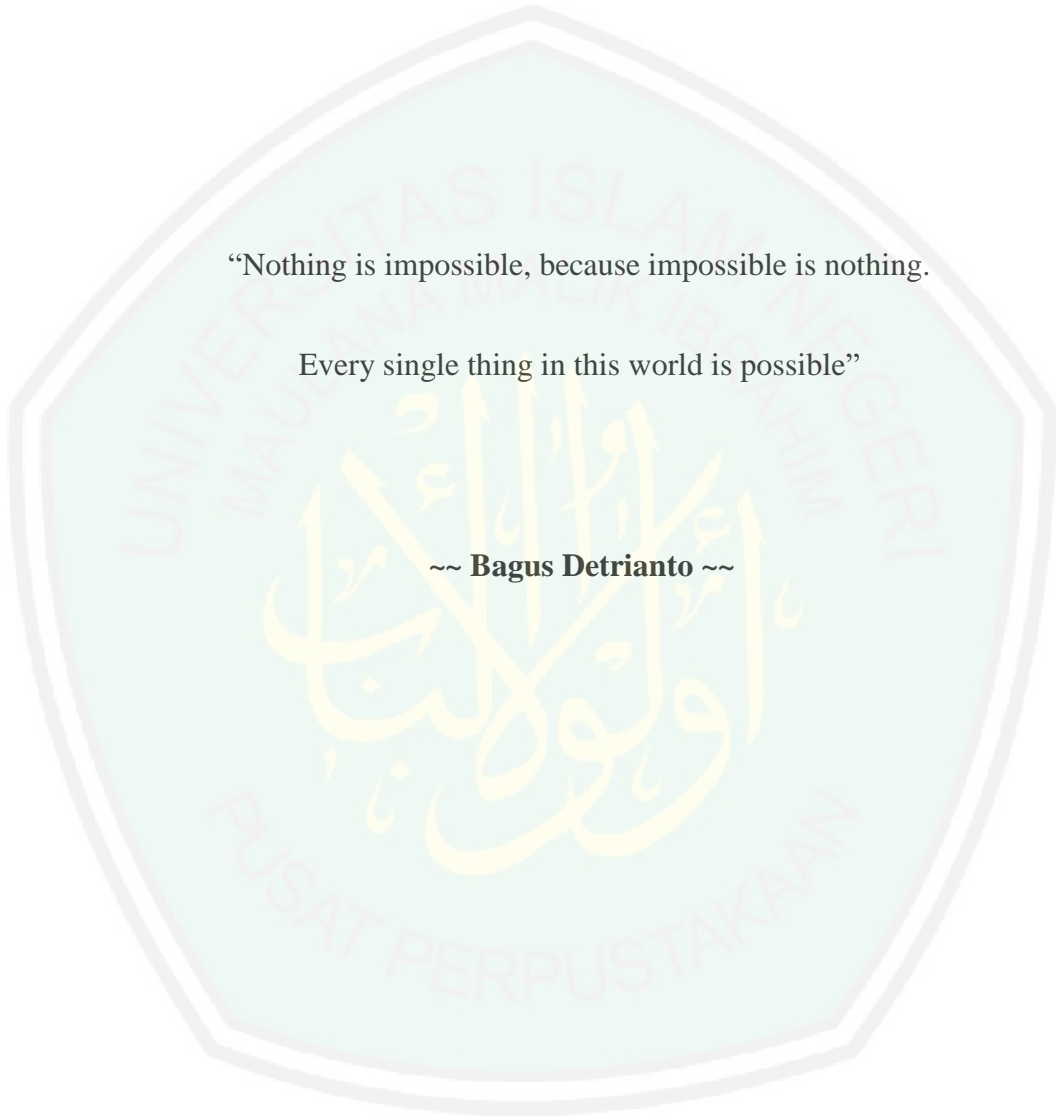 “Nothing is impossible, because impossible is nothing.
Every single thing in this world is possible”
~~ Bagus Detrianto ~~
UNIVERSITAS ISLAM NEGERI
MAULANA MALIK IBRAHIM
PUSAT PERPUSTAKAAN